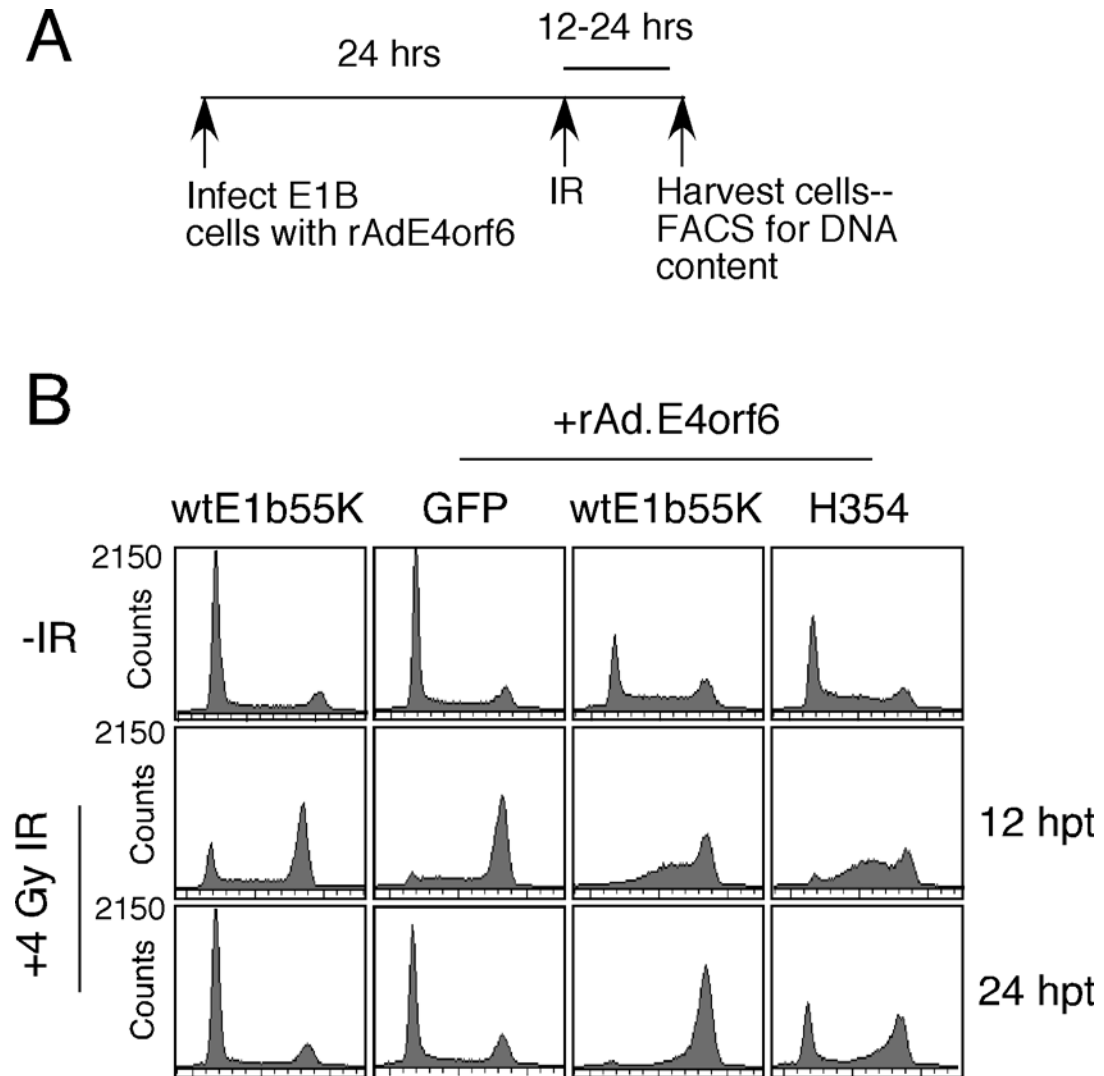 A
24 hrs
12-24 hrs
Infect E1B
cells with rAdE4orf6
IR
Harvest cells--
FACS for DNA
content
B
+rAd.E4orf6
wtE1b55K
GFP
wtE1b55K
H354
-IR
2150
Counts
+4 Gy IR
2150
Counts
12 hpt
2150
Counts
24 hpt